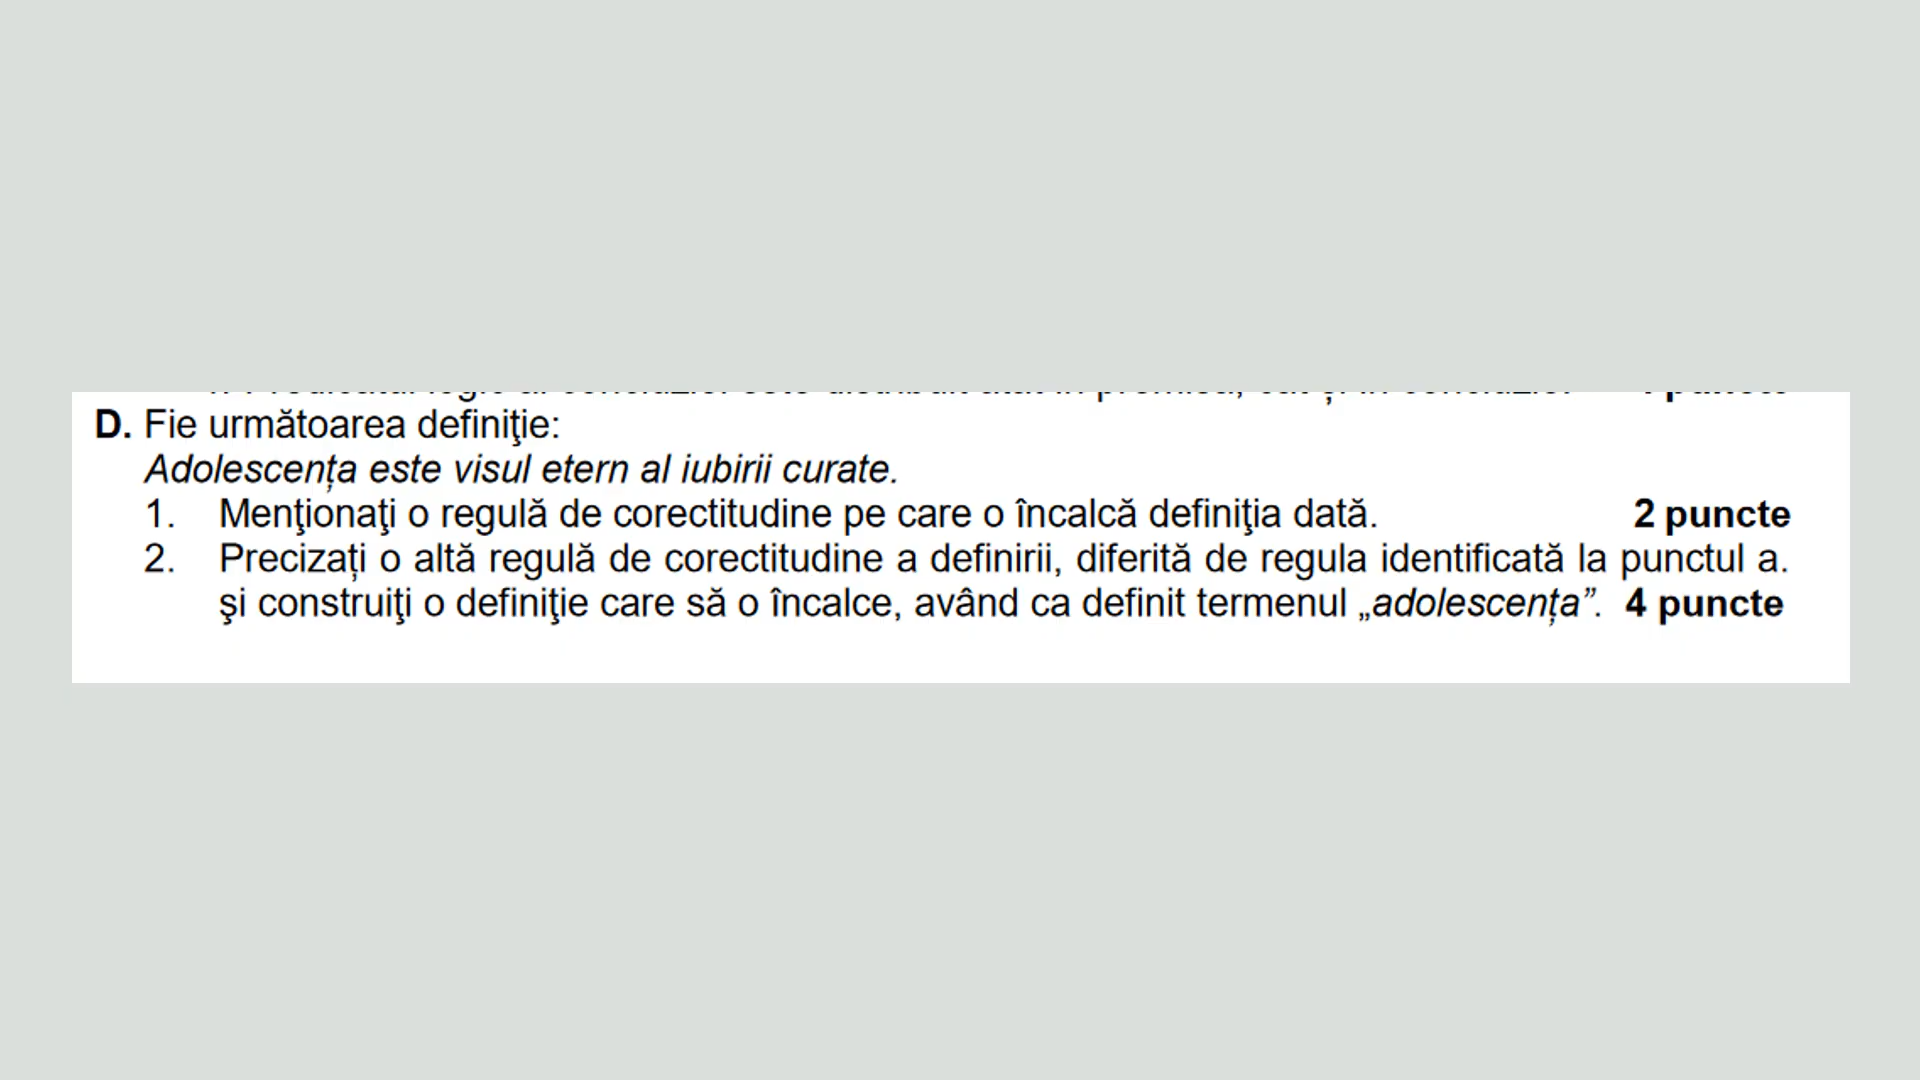 D. Fie următoarea definiţie:
Adolescența este visul etern al iubirii curate.
1. Menţionaţi o regulă de corectitudine pe care o încalcă definiţia dată. 2 puncte
2. Precizați o altă regulă de corectitudine a definirii, diferită de regula identificată la punctul a.
şi construiţi o definiţie care să o încalce, având ca definit termenul „adolescența”. 4 puncte